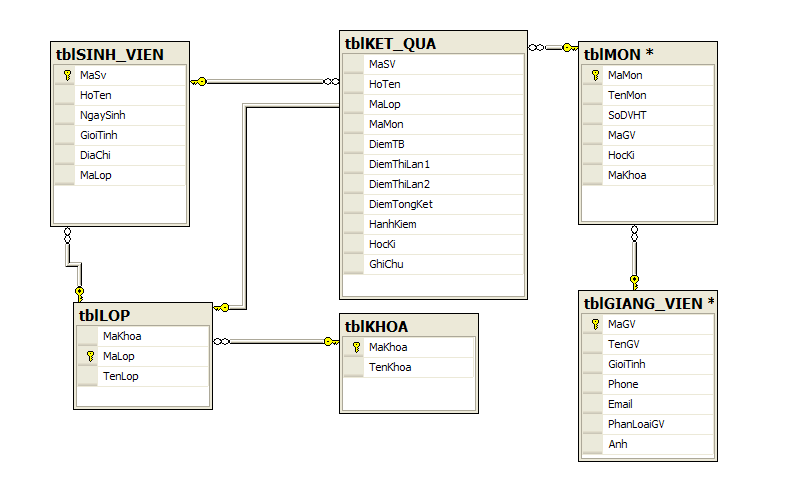 tblSINH_VIEN
MaSv
HoTen
NgaySinh
GioiTinh
DiaChi
MaLop
tblKET_QUA
MaSV
HoTen
MaLop
MaMon
DiemTB
DiemThiLan1
DiemThiLan2
DiemTongKet
HanhKiem
HocKi
GhiChu
tblMON *
MaMon
TenMon
SoDVHT
MaGV
HocKi
MaKhoa
tblLOP
MaKhoa
MaLop
TenLop
tblKHOA
MaKhoa
TenKhoa
tblGIANG_VIEN *
MaGV
TenGV
GioiTinh
Phone
Email
PhanLoaiGV
Anh